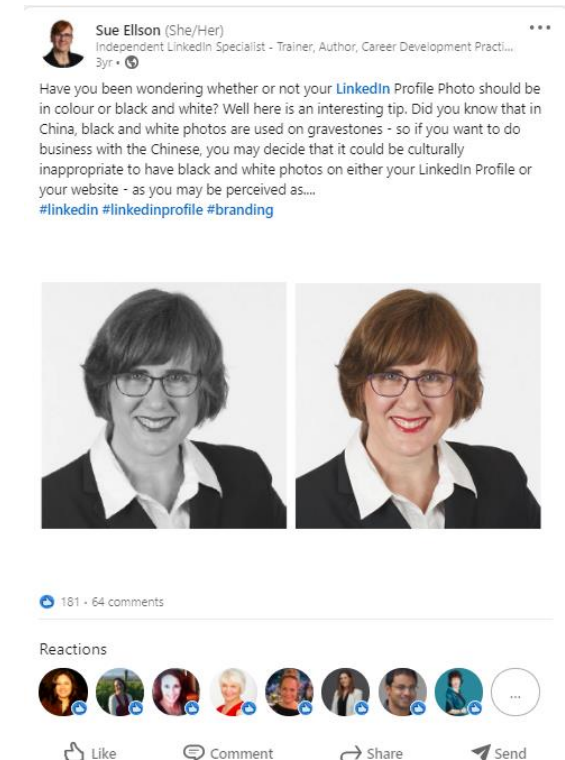 Sue Ellson (She/Her)
Independent LinkedIn Specialist - Trainer, Author, Career Development Practi...
3yr •
Have you been wondering whether or not your LinkedIn Profile Photo should be
in colour or black and white? Well here is an interesting tip. Did you know that in
China, black and white photos are used on gravestones - so if you want to do
business with the Chinese, you may decide that it could be culturally
inappropriate to have black and white photos on either your LinkedIn Profile or
your website - as you may be perceived as....
#linkedin #linkedinprofile #branding
181 • 64 comments
Reactions
...
Like Comment Share Send